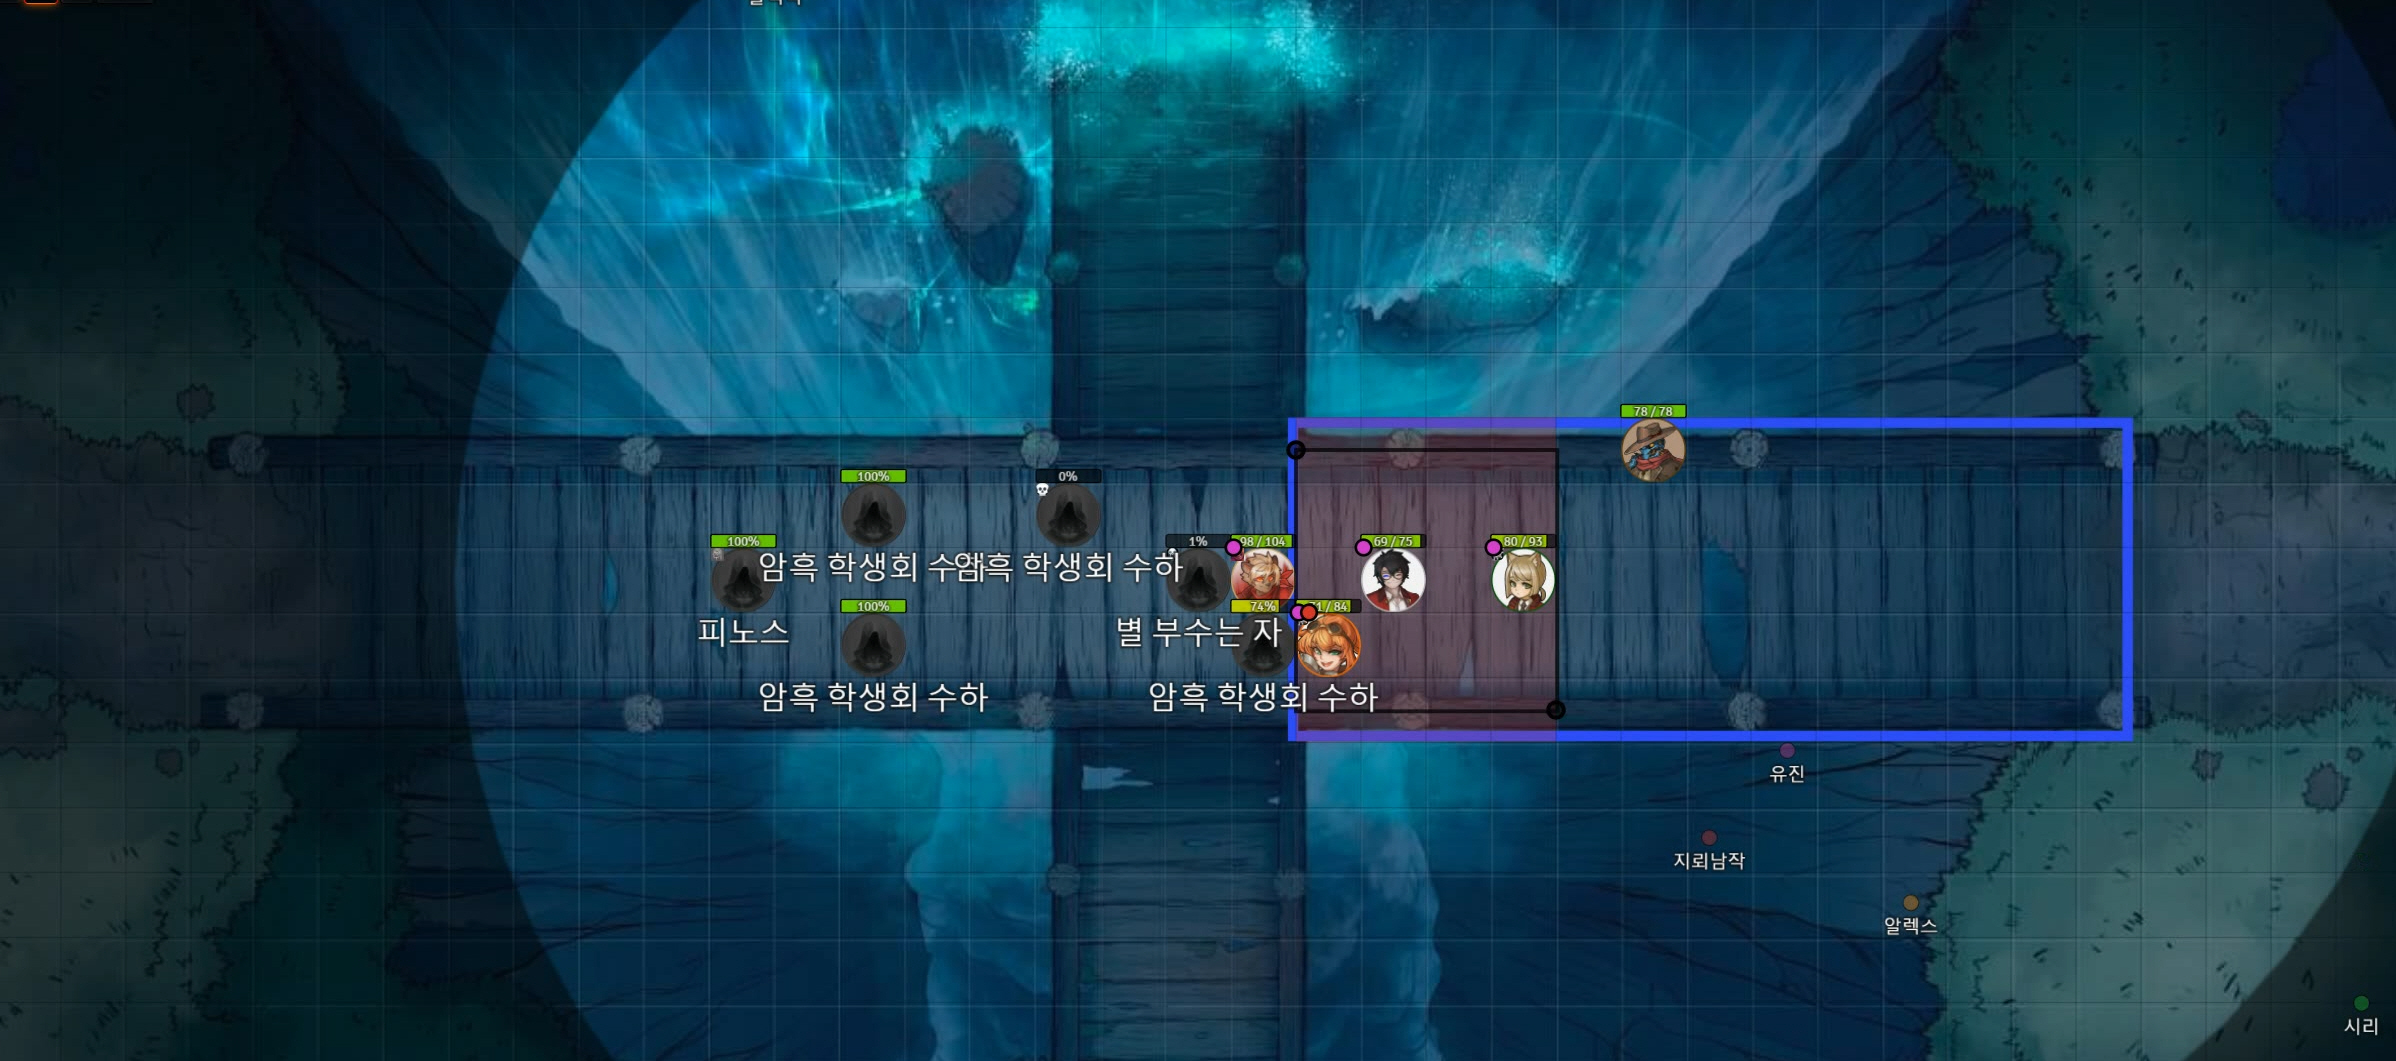 78 / 78
100%
0%
암흑 학생회 수하
암흑 학생회 수하
100%
1%
98 / 104
69 / 75
80 / 93
피노스
100%
별 부수는 자
74%
1 / 84
암흑 학생회 수하
암흑 학생회 수하
유진
지뢰남작
알렉스
시리